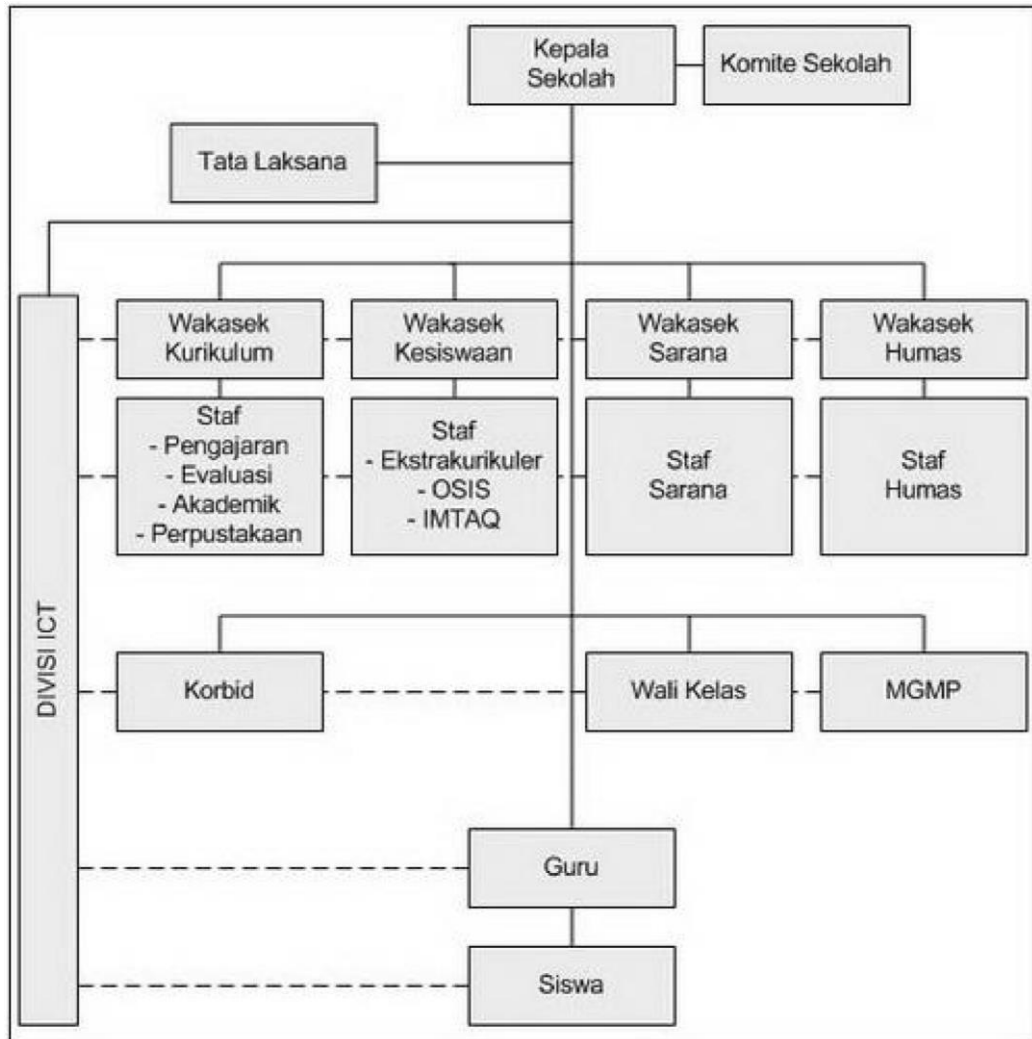 Kepala
Sekolah
Komite Sekolah
Tata Laksana
Wakasek
Kurikulum
Wakasek
Kesiswaan
Wakasek
Sarana
Wakasek
Humas
Staf
- Pengajaran
- Evaluasi
- Akademik
- Perpustakaan
Staf
- Ekstrakurikuler
- OSIS
- IMTAQ
Staf
Sarana
Staf
Humas
DIVISI ICT
Korbid
Wali Kelas
MGMP
Guru
Siswa